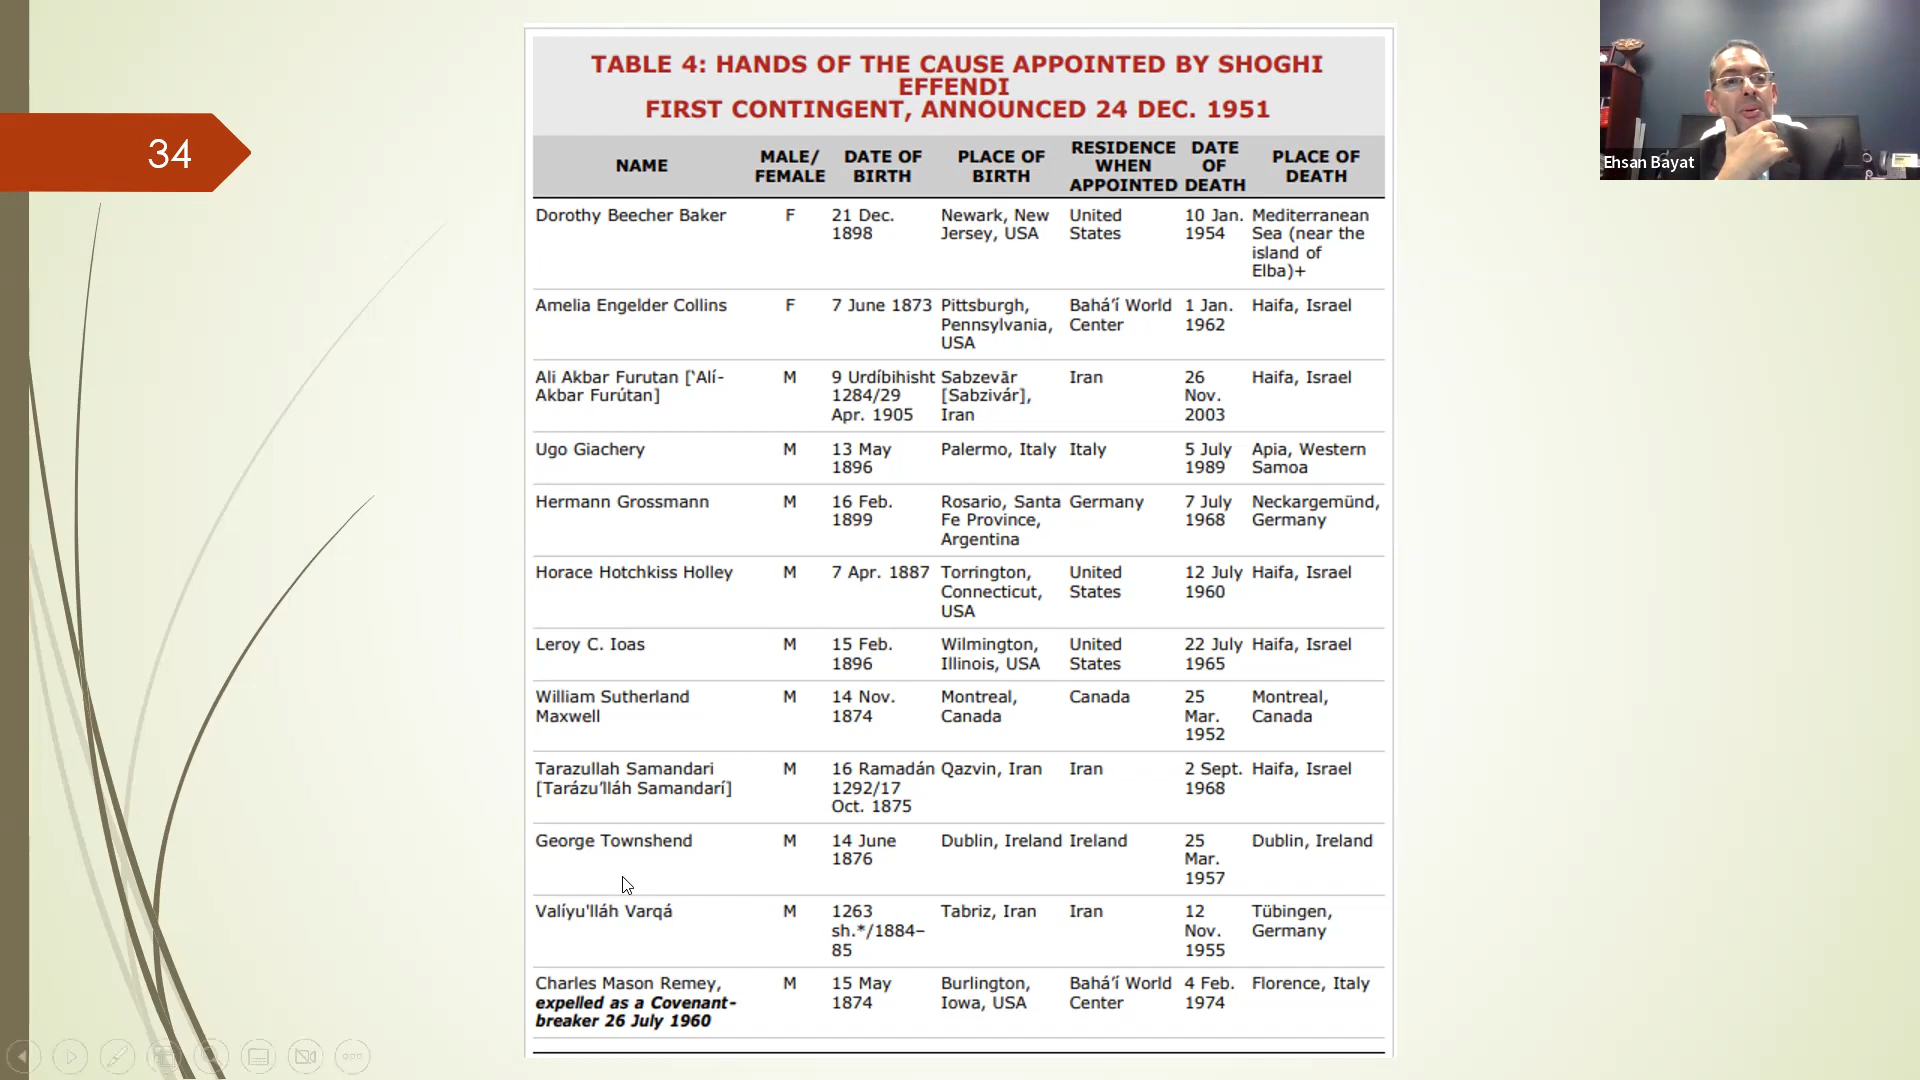 34
TABLE 4: HANDS OF THE CAUSE APPOINTED BY SHOGHI
EFFENDI
FIRST CONTINGENT, ANNOUNCED 24 DEC. 1951
NAME MALE/ FEMALE DATE OF BIRTH PLACE OF BIRTH RESIDENCE WHEN APPOINTED DATE OF DEATH PLACE OF DEATH
Dorothy Beecher Baker F 21 Dec. Newark, New United 10 Jan. Mediterranean
1898 Jersey, USA States 1954 Sea (near the
island of
Elba)+
Amelia Engelder Collins F 7 June 1873 Pittsburgh, Bahá’í World 1 Jan. Haifa, Israel
Pennsylvania, Center 1962
USA
Ali Akbar Furutan [‘Alí- M 9 Urdíbihisht Sabzevār Iran 26 Haifa, Israel
Akbar Furútan] 1284/29 [Sabzivár], Nov.
Apr. 1905 Iran 2003
Ugo Giachery M 13 May Palermo, Italy Italy 5 July Apia, Western
1896 1989 Samoa
Hermann Grossmann M 16 Feb. Rosario, Santa Germany 7 July Neckargemünd,
1899 Fe Province, 1968 Germany
Argentina
Horace Hotchkiss Holley M 7 Apr. 1887 Torrington, United 12 July Haifa, Israel
Connecticut, States 1960
USA
Leroy C. Ioas M 15 Feb. Wilmington, United 22 July Haifa, Israel
1896 Illinois, USA States 1965
William Sutherland M 14 Nov. Montreal, Canada 25 Montreal,
Maxwell 1874 Canada Mar. Canada
1952
Tarazullah Samandari M 16 Ramadán Qazvin, Iran Iran 2 Sept. Haifa, Israel
[Tarázu’lláh Samandarí] 1292/17 1968
Oct. 1875
George Townshend M 14 June Dublin, Ireland Ireland 25 Dublin, Ireland
1876 Mar.
1957
Valíyu'lláh Varqá M 1263 Tabriz, Iran Iran 12 Tübingen,
sh.*/1884– Nov. Germany
85 1955
Charles Mason Remey, M 15 May Burlington, Bahá’í World 4 Feb. Florence, Italy
expelled as a Covenant- 1874 Iowa, USA Center 1974
breaker 26 July 1960
Ehsan Bayat